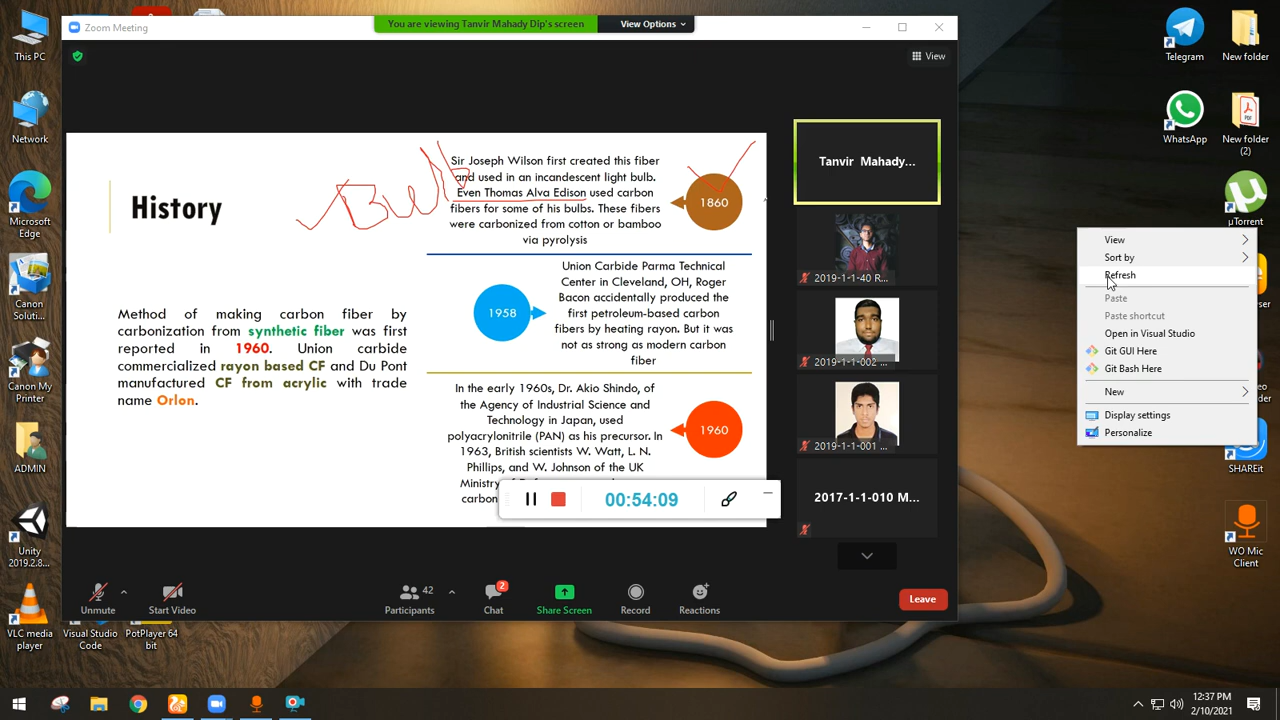 This PC
Network
Microsoft
Edge
Canon
Soluti...
Canon My
Printer
ADMIN
Unity
2019.2.8...
VLC media
player
Visual Studio
Code
PotPlayer 64
bit
Zoom Meeting
You are viewing Tanvir Mahady Dip's screen
View Options
View
History
Bulb
Method of making carbon fiber by
carbonization from synthetic fiber was first
reported in 1960. Union carbide
commercialized rayon based CF and Du Pont
manufactured CF from acrylic with trade
name Orlon.
Sir Joseph Wilson first created this fiber
and used in an incandescent light bulb.
Even Thomas Alva Edison used carbon
fibers for some of his bulbs. These fibers
were carbonized from cotton or bamboo
via pyrolysis
1860
Union Carbide Parma Technical
Center in Cleveland, OH, Roger
Bacon accidentally produced the
first petroleum-based carbon
fibers by heating rayon. But it was
not as strong as modern carbon
fiber
1958
In the early 1960s, Dr. Akio Shindo, of
the Agency of Industrial Science and
Technology in Japan, used
polyacrylonitrile (PAN) as his precursor. In
1963, British scientists W. Watt, L. N.
Phillips, and W. Johnson of the UK
Ministry
carbon
1960
00:54:09
Tanvir Mahady...
2019-1-1-40 R...
2019-1-1-002 ...
2019-1-1-001 ...
2017-1-1-010 M...
Unmute
Start Video
Participants
42
Chat
2
Share Screen
Record
Reactions
Leave
Telegram
New folder
WhatsApp
New folder
(2)
µTorrent
View
Sort by
Refresh
Paste
Paste shortcut
Open in Visual Studio
Git GUI Here
Git Bash Here
New
Display settings
Personalize
SHAREit
WO Mic
Client
12:37 PM
2/10/2021